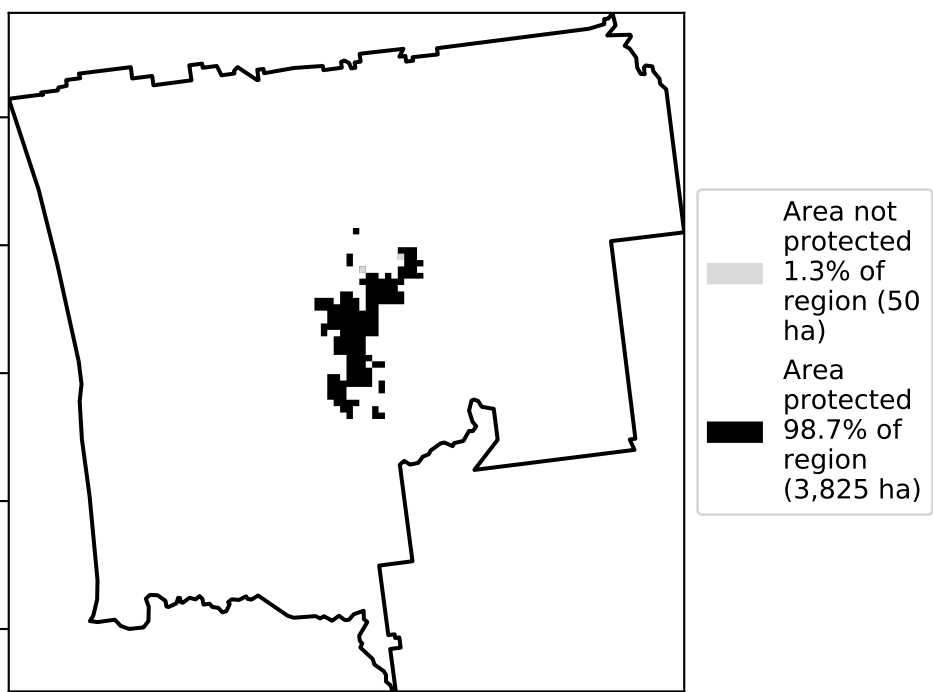 Area not
protected
1.3% of
region (50
ha)
Area
protected
98.7% of
region
(3,825 ha)